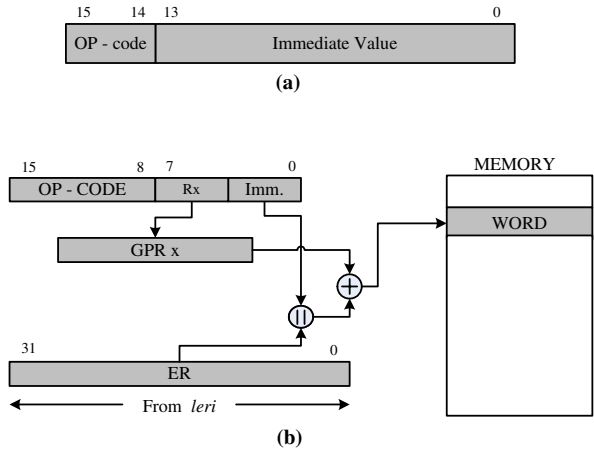 15 14 13 0
OP - code Immediate Value
(a)
15 8 7 0
OP - CODE Rx Imm.
MEMORY
WORD
GPR x
+
||
31 0
ER
From leri
(b)